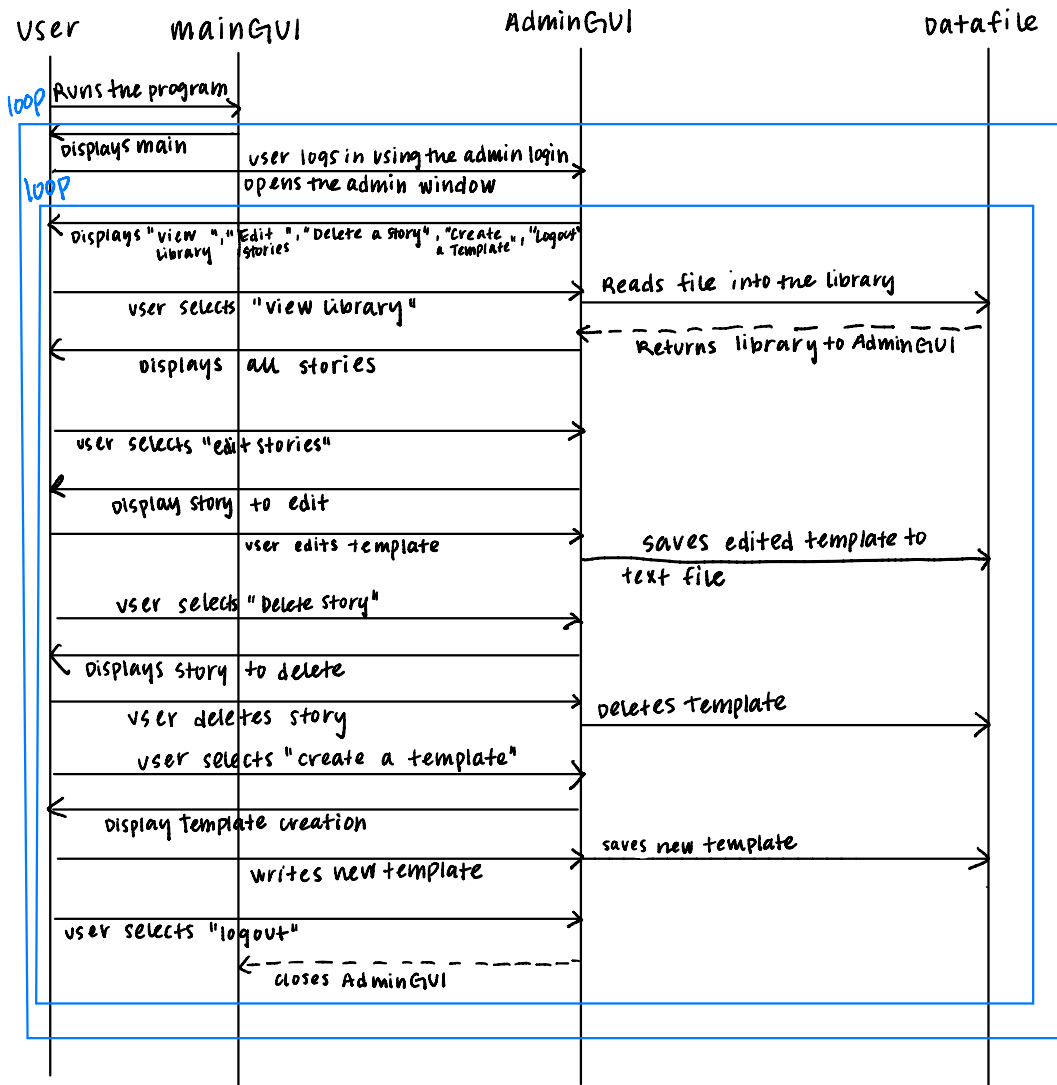 User mainGUI AdminGUI Datafile
Runs the program
loop
Displays main
user logs in using the admin login
opens the admin window
loop
Displays "view Library", "Edit stories", "Delete a story", "Create a Template", "Logout"
Reads file into the library
user selects "view Library"
Returns library to AdminGUI
Displays all stories
user selects "edit stories"
Display story to edit
user edits template
saves edited template to
text file
user selects "Delete story"
Displays story to delete
Deletes Template
user deletes story
user selects "create a template"
Display Template creation
saves new template
writes new template
user selects "logout"
closes AdminGUI